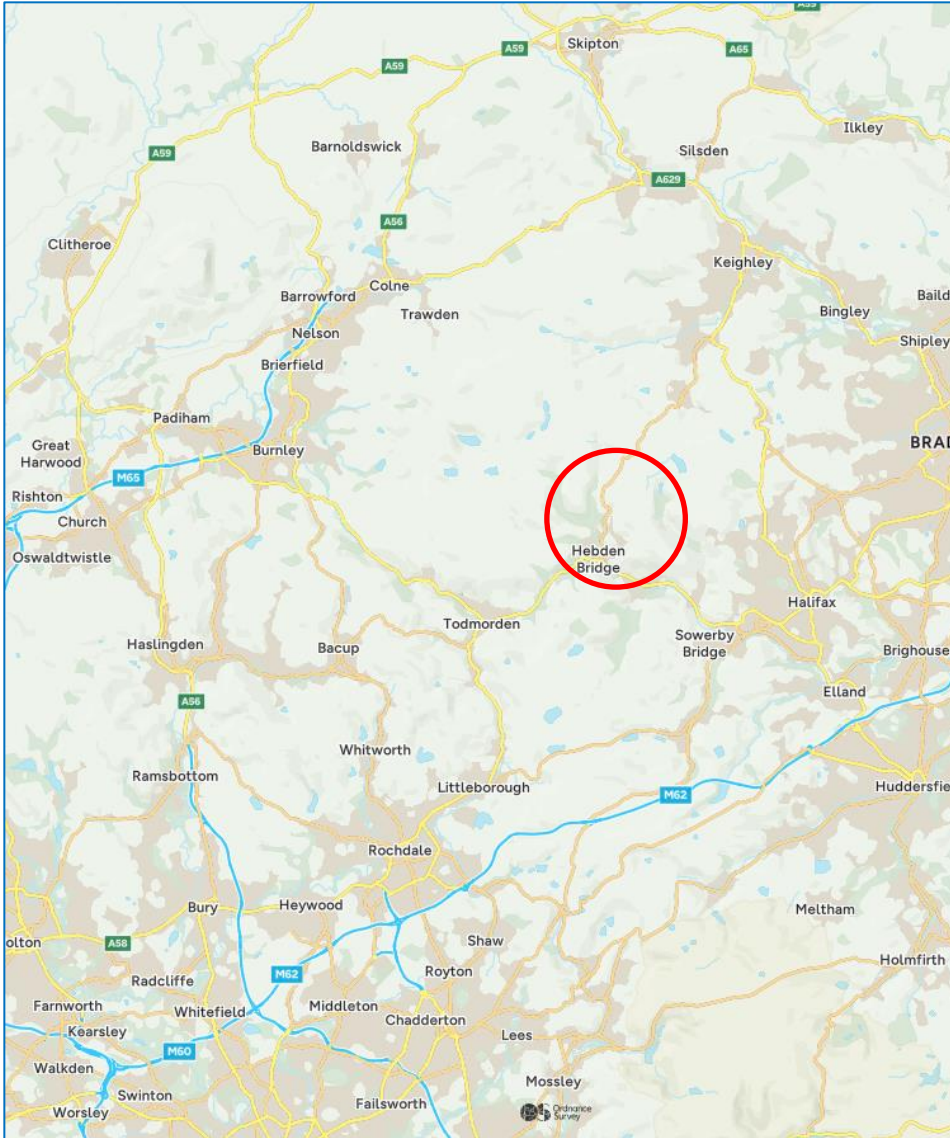 A59
Skipton
A59
A65
A59
Ilkley
Barnoldswick
A59
Silsden
A629
A56
Clitheroe
Keighley
Colne
Barrowford
Trawden
Baild
Bingley
Nelson
Shipley
Brierfield
Padiham
Great
Harwood
Burnley
BRAD
M65
Rishton
Church
Oswaldtwistle
Hebden
Bridge
Halifax
Todmorden
Sowerby
Bridge
Haslingden
Bacup
Brighouse
Elland
A56
Whitworth
Ramsbottom
Littleborough
Huddersfie
M62
Rochdale
Bury
Heywood
Meltham
olton
A58
Shaw
Holmfirth
M62
Royton
Radcliffe
Farnworth
Whitefield
Middleton
Chadderton
Kearsley
Lees
M60
Walkden
Mossley
Swinton
Failsworth
Worsley
Ordnance
Survey